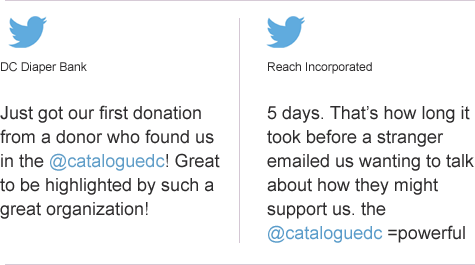 DC Diaper Bank
Just got our first donation
from a donor who found us
in the @cataloguedc! Great
to be highlighted by such a
great organization!
Reach Incorporated
5 days. That's how long it
took before a stranger
emailed us wanting to talk
about how they might
support us. the
@cataloguedc =powerful